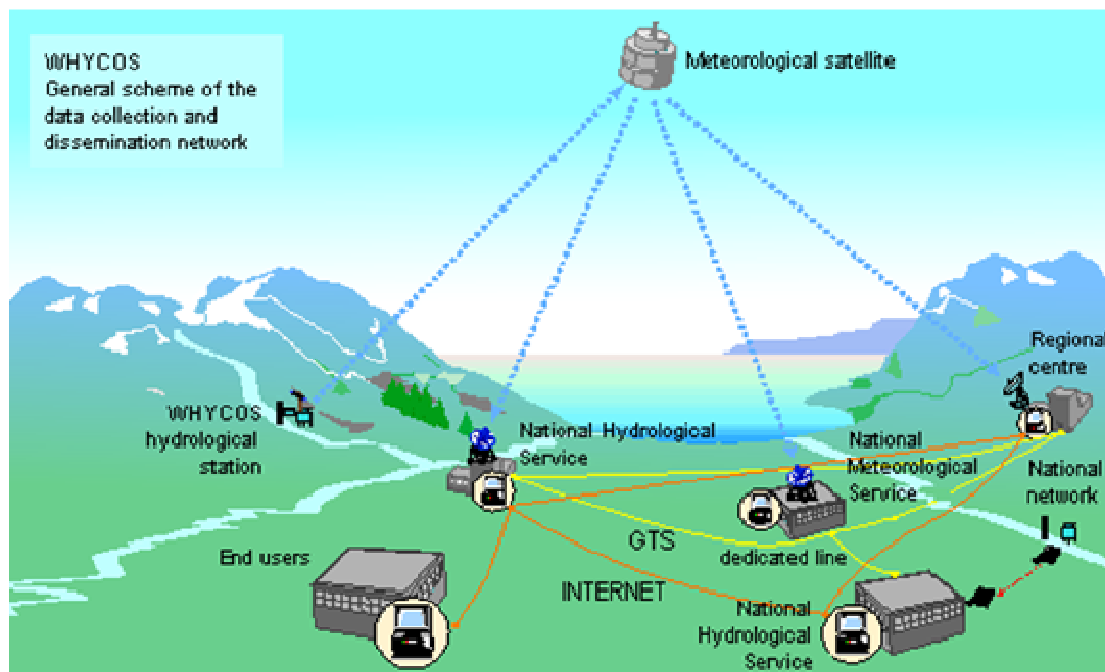 WHYCOS
General scheme of the
data collection and
dissemination network
Meteorological satellite
Regional
centre
WHYCOS
hydrological
station
National Hydrological
Service
National
Meteorological
Service
National
network
GTS
dedicated line
End users
INTERNET
National
Hydrological
Service